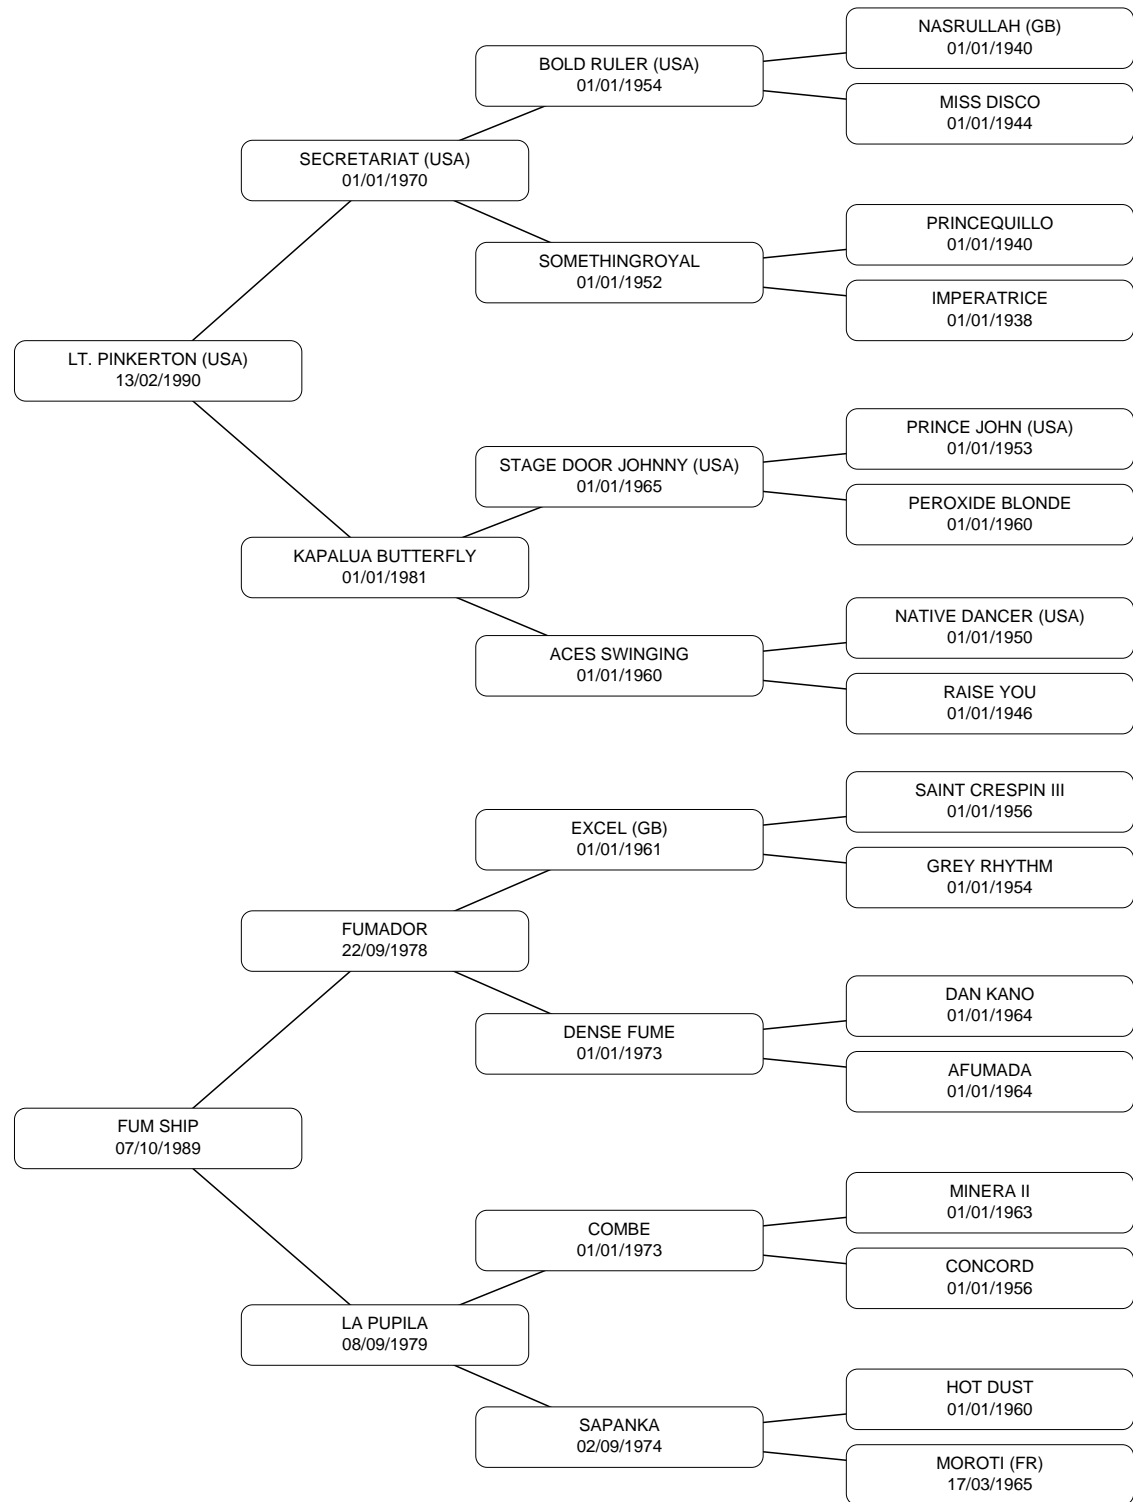 NASRULLAH (GB)
01/01/1940
BOLD RULER (USA)
01/01/1954
MISS DISCO
01/01/1944
SECRETARIAT (USA)
01/01/1970
PRINCEQUILLO
01/01/1940
SOMETHINGROYAL
01/01/1952
IMPERATRICE
01/01/1938
LT. PINKERTON (USA)
13/02/1990
PRINCE JOHN (USA)
01/01/1953
STAGE DOOR JOHNNY (USA)
01/01/1965
PEROXIDE BLONDE
01/01/1960
KAPALUA BUTTERFLY
01/01/1981
NATIVE DANCER (USA)
01/01/1950
ACES SWINGING
01/01/1960
RAISE YOU
01/01/1946
SAINT CRESPIN III
01/01/1956
EXCEL (GB)
01/01/1961
GREY RHYTHM
01/01/1954
FUMADOR
22/09/1978
DAN KANO
01/01/1964
DENSE FUME
01/01/1973
AFUMADA
01/01/1964
FUM SHIP
07/10/1989
MINERA II
01/01/1963
COMBE
01/01/1973
CONCORD
01/01/1956
LA PUPILA
08/09/1979
HOT DUST
01/01/1960
SAPANKA
02/09/1974
MOROTI (FR)
17/03/1965